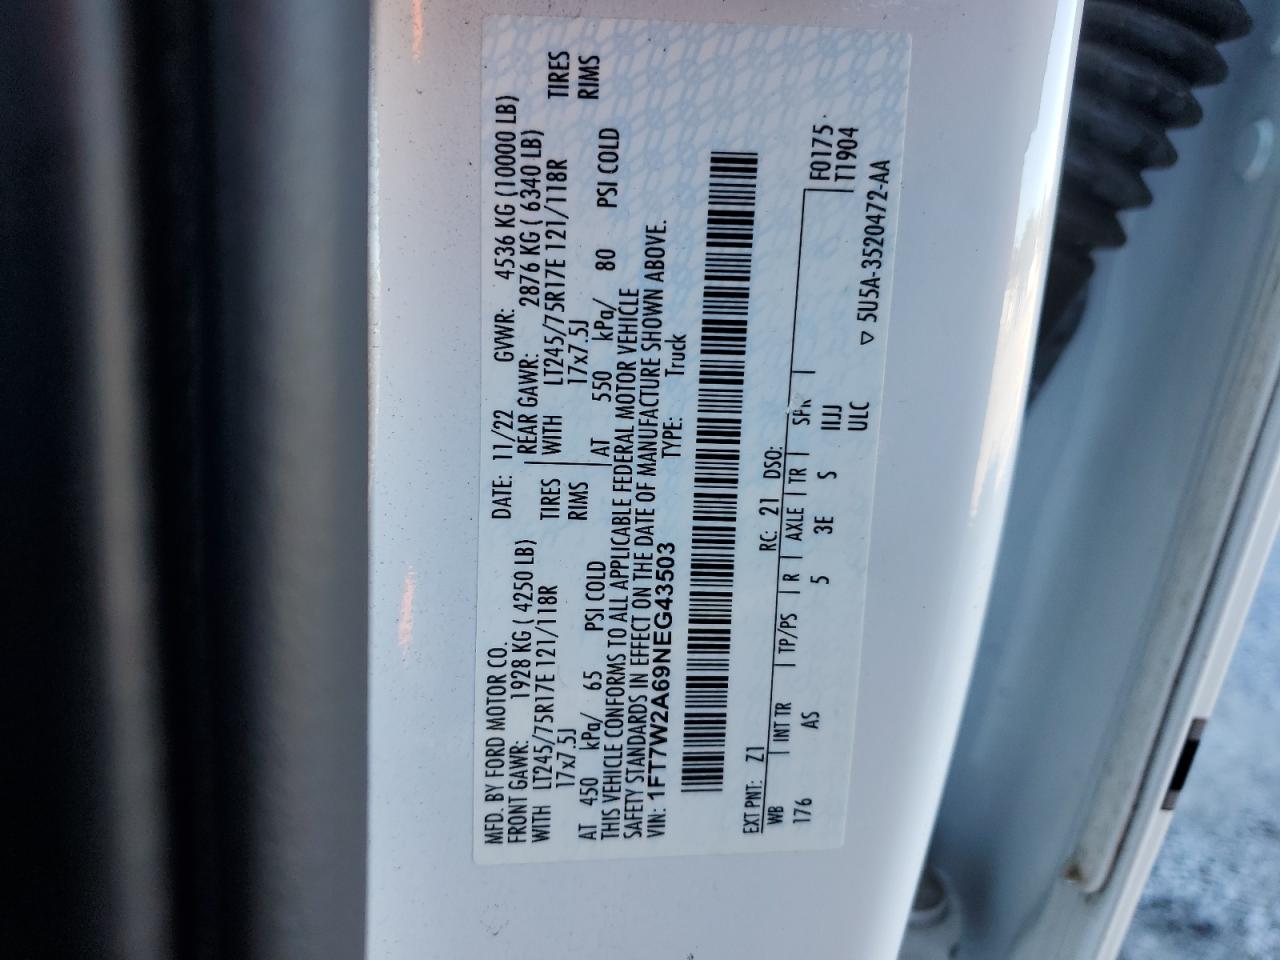 MFD. BY FORD MOTOR CO. DATE: 11/22 GVWR: 4536 KG (10000 LB)
FRONT GAWR: 1928 KG ( 4250 LB) REAR GAWR: 2876 KG ( 6340 LB)
WITH LT245/75R17E 121/118R TIRES WITH LT245/75R17E 121/118R TIRES
17x7.5J RIMS 17x7.5J RIMS
AT 450 kPa/ 65 PSI COLD AT 550 kPa/ 80 PSI COLD
THIS VEHICLE CONFORMS TO ALL APPLICABLE FEDERAL MOTOR VEHICLE
SAFETY STANDARDS IN EFFECT ON THE DATE OF MANUFACTURE SHOWN ABOVE.
VIN: 1FT7W2A69NEG43503 TYPE: Truck
EXT PNT: Z1 RC: 21 DSO:
WB INT TR TP/PS R AXLE TR SPR F0175
176 AS 5 3E S IIJJ T1904
ULC
▽ 5U5A-3520472-AA